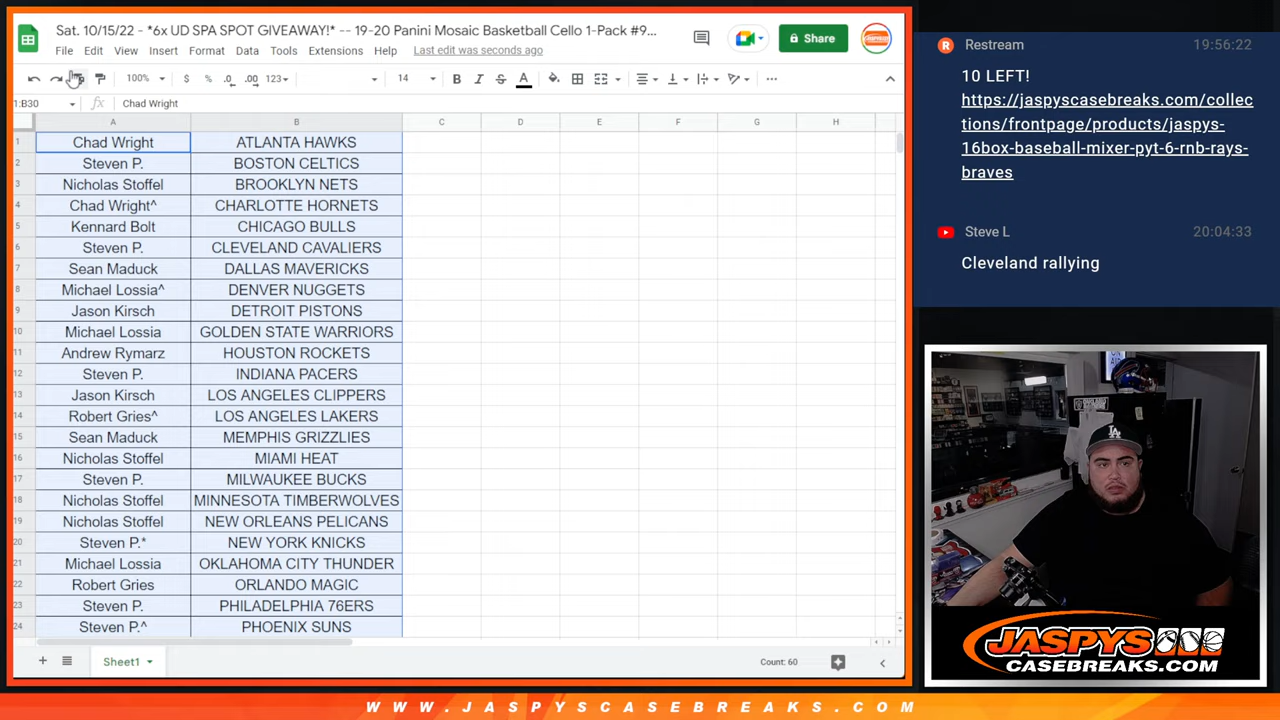 Sat. 10/15/22 - *6x UD SPA SPOT GIVEAWAY!* -- 19-20 Panini Mosaic Basketball Cello 1-Pack #9...
File Edit View Insert Format Data Tools Extensions Help Last edit was seconds ago
Share
100% $ % .0 .00 123 14 B I S A
1:B30 fx Chad Wright
A B C D E F G H
1 Chad Wright ATLANTA HAWKS
2 Steven P. BOSTON CELTICS
3 Nicholas Stoffel BROOKLYN NETS
4 Chad Wright^ CHARLOTTE HORNETS
5 Kennard Bolt CHICAGO BULLS
6 Steven P. CLEVELAND CAVALIERS
7 Sean Maduck DALLAS MAVERICKS
8 Michael Lossia^ DENVER NUGGETS
9 Jason Kirsch DETROIT PISTONS
10 Michael Lossia GOLDEN STATE WARRIORS
11 Andrew Rymarz HOUSTON ROCKETS
12 Steven P. INDIANA PACERS
13 Jason Kirsch LOS ANGELES CLIPPERS
14 Robert Gries^ LOS ANGELES LAKERS
15 Sean Maduck MEMPHIS GRIZZLIES
16 Nicholas Stoffel MIAMI HEAT
17 Steven P. MILWAUKEE BUCKS
18 Nicholas Stoffel MINNESOTA TIMBERWOLVES
19 Nicholas Stoffel NEW ORLEANS PELICANS
20 Steven P.* NEW YORK KNICKS
21 Michael Lossia OKLAHOMA CITY THUNDER
22 Robert Gries ORLANDO MAGIC
23 Steven P. PHILADELPHIA 76ERS
24 Steven P.^ PHOENIX SUNS
Sheet1 Count: 60
Restream 19:56:22
10 LEFT!
https://jaspyscasebreaks.com/collec
tions/frontpage/products/jaspys-
16box-baseball-mixer-pyt-6-rnb-rays-
braves
Steve L 20:04:33
Cleveland rallying
LA
JASPYS
CASEBREAKS.COM
WWW.JASPYSCASEBREAKS.COM